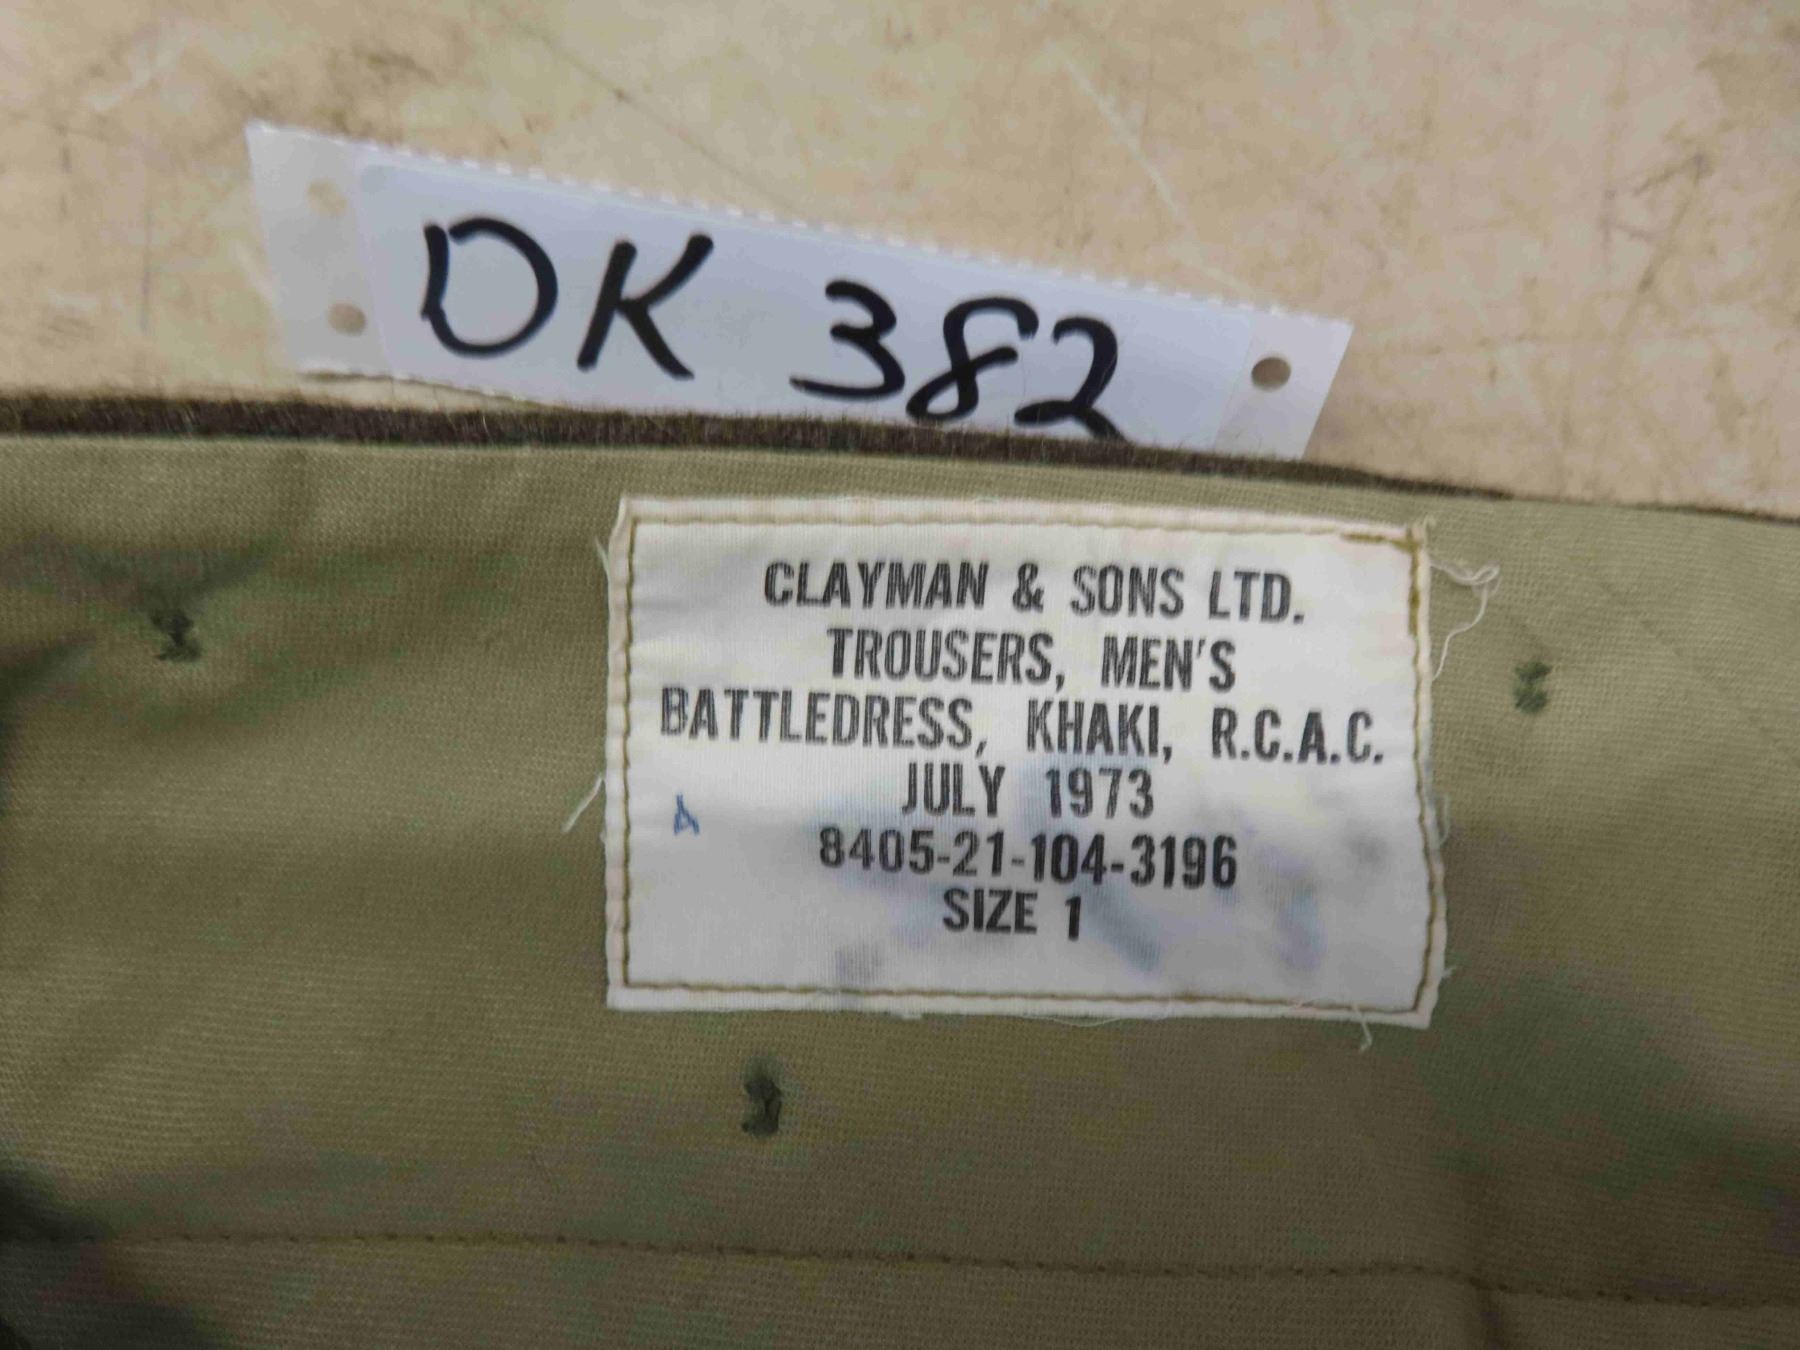 DK 382
CLAYMAN & SONS LTD.
TROUSERS, MEN'S
BATTLEDRESS, KHAKI, R.C.A.C.
JULY 1973
8405-21-104-3196
SIZE 1